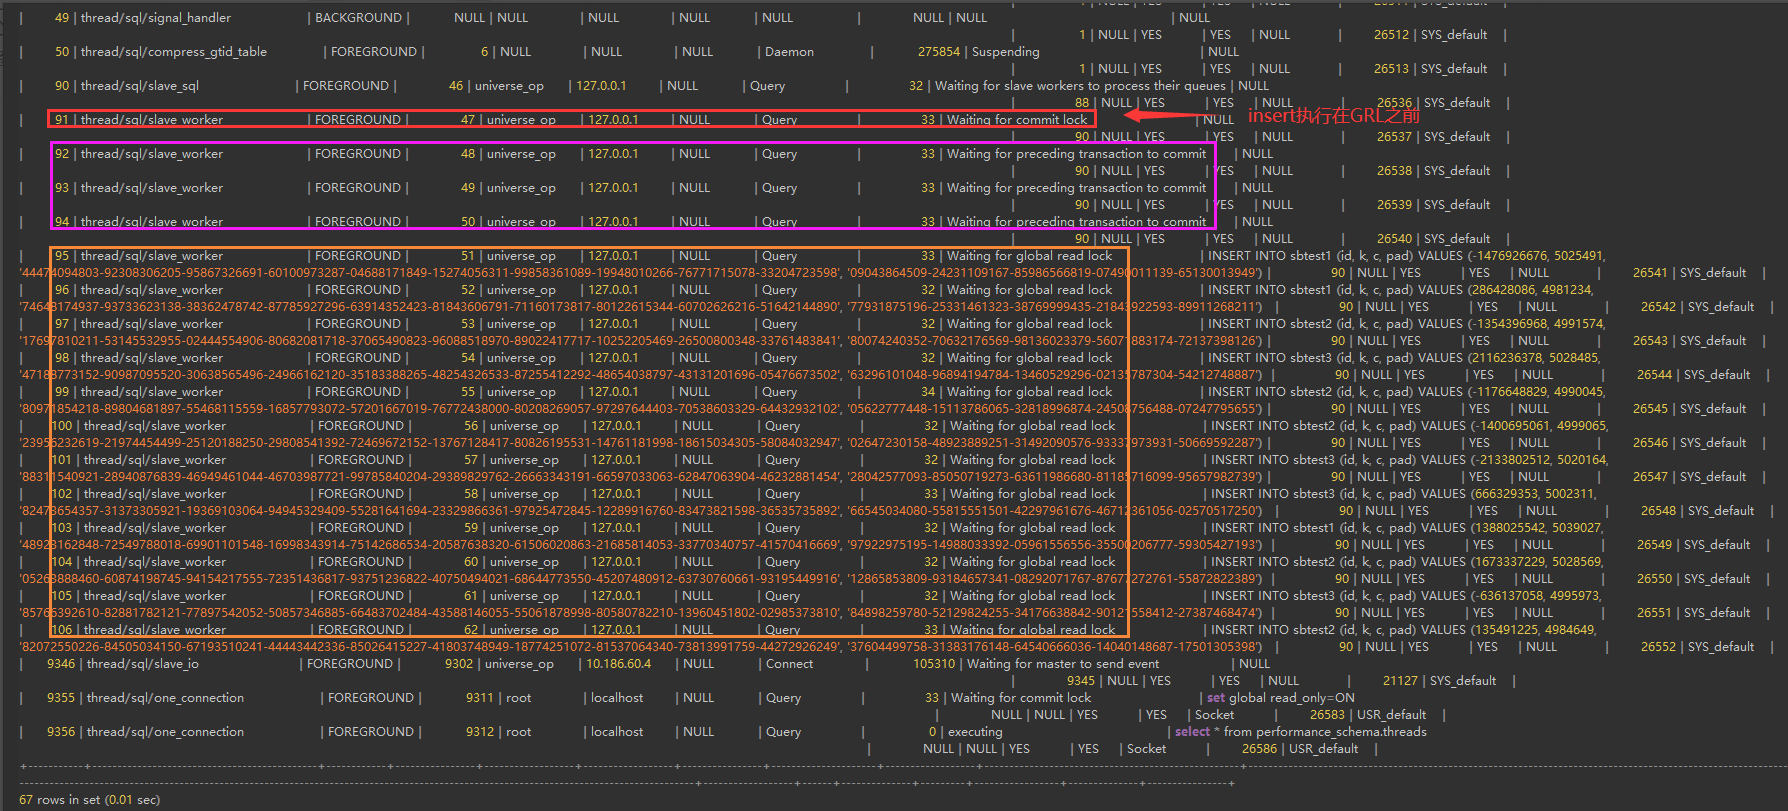 | 49 | thread/sql/signal_handler | BACKGROUND | NULL | NULL | NULL | NULL | NULL | NULL | NULL | NULL
| 1 | NULL | YES | YES | NULL | 26512 | SYS_default |
| 50 | thread/sql/compress_gtid_table | FOREGROUND | 6 | NULL | NULL | NULL | Daemon | 275854 | Suspending | NULL
| 1 | NULL | YES | YES | NULL | 26513 | SYS_default |
| 90 | thread/sql/slave_sql | FOREGROUND | 46 | universe_op | 127.0.0.1 | NULL | Query | 32 | Waiting for slave workers to process their queues | NULL
| 88 | NULL | YES | YES | NULL | 26536 | SYS_default |
| 91 | thread/sql/slave_worker | FOREGROUND | 47 | universe_op | 127.0.0.1 | NULL | Query | 33 | Waiting for commit lock | NULL
insert执行在GRL之前
| 90 | NULL | YES | YES | NULL | 26537 | SYS_default |
| 92 | thread/sql/slave_worker | FOREGROUND | 48 | universe_op | 127.0.0.1 | NULL | Query | 33 | Waiting for preceding transaction to commit | NULL
| 90 | NULL | YES | YES | NULL | 26538 | SYS_default |
| 93 | thread/sql/slave_worker | FOREGROUND | 49 | universe_op | 127.0.0.1 | NULL | Query | 33 | Waiting for preceding transaction to commit | NULL
| 90 | NULL | YES | YES | NULL | 26539 | SYS_default |
| 94 | thread/sql/slave_worker | FOREGROUND | 50 | universe_op | 127.0.0.1 | NULL | Query | 33 | Waiting for preceding transaction to commit | NULL
| 90 | NULL | YES | YES | NULL | 26540 | SYS_default |
| 95 | thread/sql/slave_worker | FOREGROUND | 51 | universe_op | 127.0.0.1 | NULL | Query | 33 | Waiting for global read lock | INSERT INTO sbtest1 (id, k, c, pad) VALUES (-1476926676, 5025491,
'44474094803-92308306205-95867326691-60100973287-04688171849-15274056311-99858361089-19948010266-76771715078-33204723598', '09043864509-24231109167-85986566819-07490011139-65130013949') | 90 | NULL | YES | YES | NULL | 26541 | SYS_default |
| 96 | thread/sql/slave_worker | FOREGROUND | 52 | universe_op | 127.0.0.1 | NULL | Query | 32 | Waiting for global read lock | INSERT INTO sbtest1 (id, k, c, pad) VALUES (286428086, 4981234,
'74648174937-93733623138-38362478742-87785927296-63914352423-81843606791-71160173817-80122615344-60702626216-51642144890', '77931875196-25331461323-38769999435-21843922593-89911268211') | 90 | NULL | YES | YES | NULL | 26542 | SYS_default |
| 97 | thread/sql/slave_worker | FOREGROUND | 53 | universe_op | 127.0.0.1 | NULL | Query | 32 | Waiting for global read lock | INSERT INTO sbtest2 (id, k, c, pad) VALUES (-1354396968, 4991574,
'17697810211-53145532955-02444554906-80682081718-37065490823-96088518970-89022417717-10252205469-26500800348-33761483841', '80074240352-70632176569-98136023379-56071883174-72137398126') | 90 | NULL | YES | YES | NULL | 26543 | SYS_default |
| 98 | thread/sql/slave_worker | FOREGROUND | 54 | universe_op | 127.0.0.1 | NULL | Query | 32 | Waiting for global read lock | INSERT INTO sbtest3 (id, k, c, pad) VALUES (2116236378, 5028485,
'47188773152-90987095520-30638565496-24966162120-35183388265-48254326533-87255412292-48654038797-43131201696-05476673502', '63296101048-96894194784-13460529296-02135787304-54212748887') | 90 | NULL | YES | YES | NULL | 26544 | SYS_default |
| 99 | thread/sql/slave_worker | FOREGROUND | 55 | universe_op | 127.0.0.1 | NULL | Query | 34 | Waiting for global read lock | INSERT INTO sbtest2 (id, k, c, pad) VALUES (-1176648829, 4990045,
'80971854218-89804681897-55468115559-16857793072-57201667019-76772438000-80208269057-97297644403-70538603329-64432932102', '05622777448-15113786065-32818996874-24508756488-07247795655') | 90 | NULL | YES | YES | NULL | 26545 | SYS_default |
| 100 | thread/sql/slave_worker | FOREGROUND | 56 | universe_op | 127.0.0.1 | NULL | Query | 32 | Waiting for global read lock | INSERT INTO sbtest2 (id, k, c, pad) VALUES (-1400695061, 4999065,
'23956232619-21974454499-25120188250-29808541392-72469672152-13767128417-80826195531-14761181998-18615034305-58084032947', '02647230158-48923889251-31492090576-93337973931-50669592287') | 90 | NULL | YES | YES | NULL | 26546 | SYS_default |
| 101 | thread/sql/slave_worker | FOREGROUND | 57 | universe_op | 127.0.0.1 | NULL | Query | 32 | Waiting for global read lock | INSERT INTO sbtest3 (id, k, c, pad) VALUES (-2133802512, 5020164,
'88311540921-28940876839-46949461044-46703987721-99785840204-29389829762-26663343191-66597033063-62847063904-46232881454', '28042577093-85050719273-63611986680-81185716099-95657982739') | 90 | NULL | YES | YES | NULL | 26547 | SYS_default |
| 102 | thread/sql/slave_worker | FOREGROUND | 58 | universe_op | 127.0.0.1 | NULL | Query | 33 | Waiting for global read lock | INSERT INTO sbtest3 (id, k, c, pad) VALUES (666329353, 5002311,
'82473654357-31373305921-19369103064-94945329409-55281641694-23329866361-97925472845-12289916760-83473821598-36535735892', '66545034080-55815551501-42297961676-46712361056-02570517250') | 90 | NULL | YES | YES | NULL | 26548 | SYS_default |
| 103 | thread/sql/slave_worker | FOREGROUND | 59 | universe_op | 127.0.0.1 | NULL | Query | 32 | Waiting for global read lock | INSERT INTO sbtest1 (id, k, c, pad) VALUES (1388025542, 5039027,
'48923162848-72549788018-69901101548-16998343914-75142686534-20587638320-61506020863-21685814053-33770340757-41570416669', '97922975195-14988033392-05961556556-35500206777-59305427193') | 90 | NULL | YES | YES | NULL | 26549 | SYS_default |
| 104 | thread/sql/slave_worker | FOREGROUND | 60 | universe_op | 127.0.0.1 | NULL | Query | 32 | Waiting for global read lock | INSERT INTO sbtest2 (id, k, c, pad) VALUES (1673337229, 5028569,
'05263888460-60874198745-94154217555-72351436817-93751236822-40750494021-68644773550-45207480912-63730760661-93195449916', '12865853809-93184657341-08292071767-87677272761-55872822389') | 90 | NULL | YES | YES | NULL | 26550 | SYS_default |
| 105 | thread/sql/slave_worker | FOREGROUND | 61 | universe_op | 127.0.0.1 | NULL | Query | 32 | Waiting for global read lock | INSERT INTO sbtest3 (id, k, c, pad) VALUES (-636137058, 4995973,
'85766392610-82881782121-77897542052-50857346885-66483702484-43588146055-55061878998-80580782210-13960451802-02985373810', '84898259780-52129824255-34176638842-90121558412-27387468474') | 90 | NULL | YES | YES | NULL | 26551 | SYS_default |
| 106 | thread/sql/slave_worker | FOREGROUND | 62 | universe_op | 127.0.0.1 | NULL | Query | 33 | Waiting for global read lock | INSERT INTO sbtest2 (id, k, c, pad) VALUES (135491225, 4984649,
'82072550226-84505034150-67193510241-44443442336-85026415227-41803748949-18774251072-81537064340-73813991759-44272926249', '37604499758-31383176148-64540666036-14040148687-17501305398') | 90 | NULL | YES | YES | NULL | 26552 | SYS_default |
| 9346 | thread/sql/slave_io | FOREGROUND | 9302 | universe_op | 10.186.60.4 | NULL | Connect | 105310 | Waiting for master to send event | NULL
| 9345 | NULL | YES | YES | NULL | 21127 | SYS_default |
| 9355 | thread/sql/one_connection | FOREGROUND | 9311 | root | localhost | NULL | Query | 33 | Waiting for commit lock | set global read_only=ON
| NULL | NULL | YES | YES | Socket | 26583 | USR_default |
| 9356 | thread/sql/one_connection | FOREGROUND | 9312 | root | localhost | NULL | Query | 0 | executing | select * from performance_schema.threads
| NULL | NULL | YES | YES | Socket | 26586 | USR_default |
67 rows in set (0.01 sec)